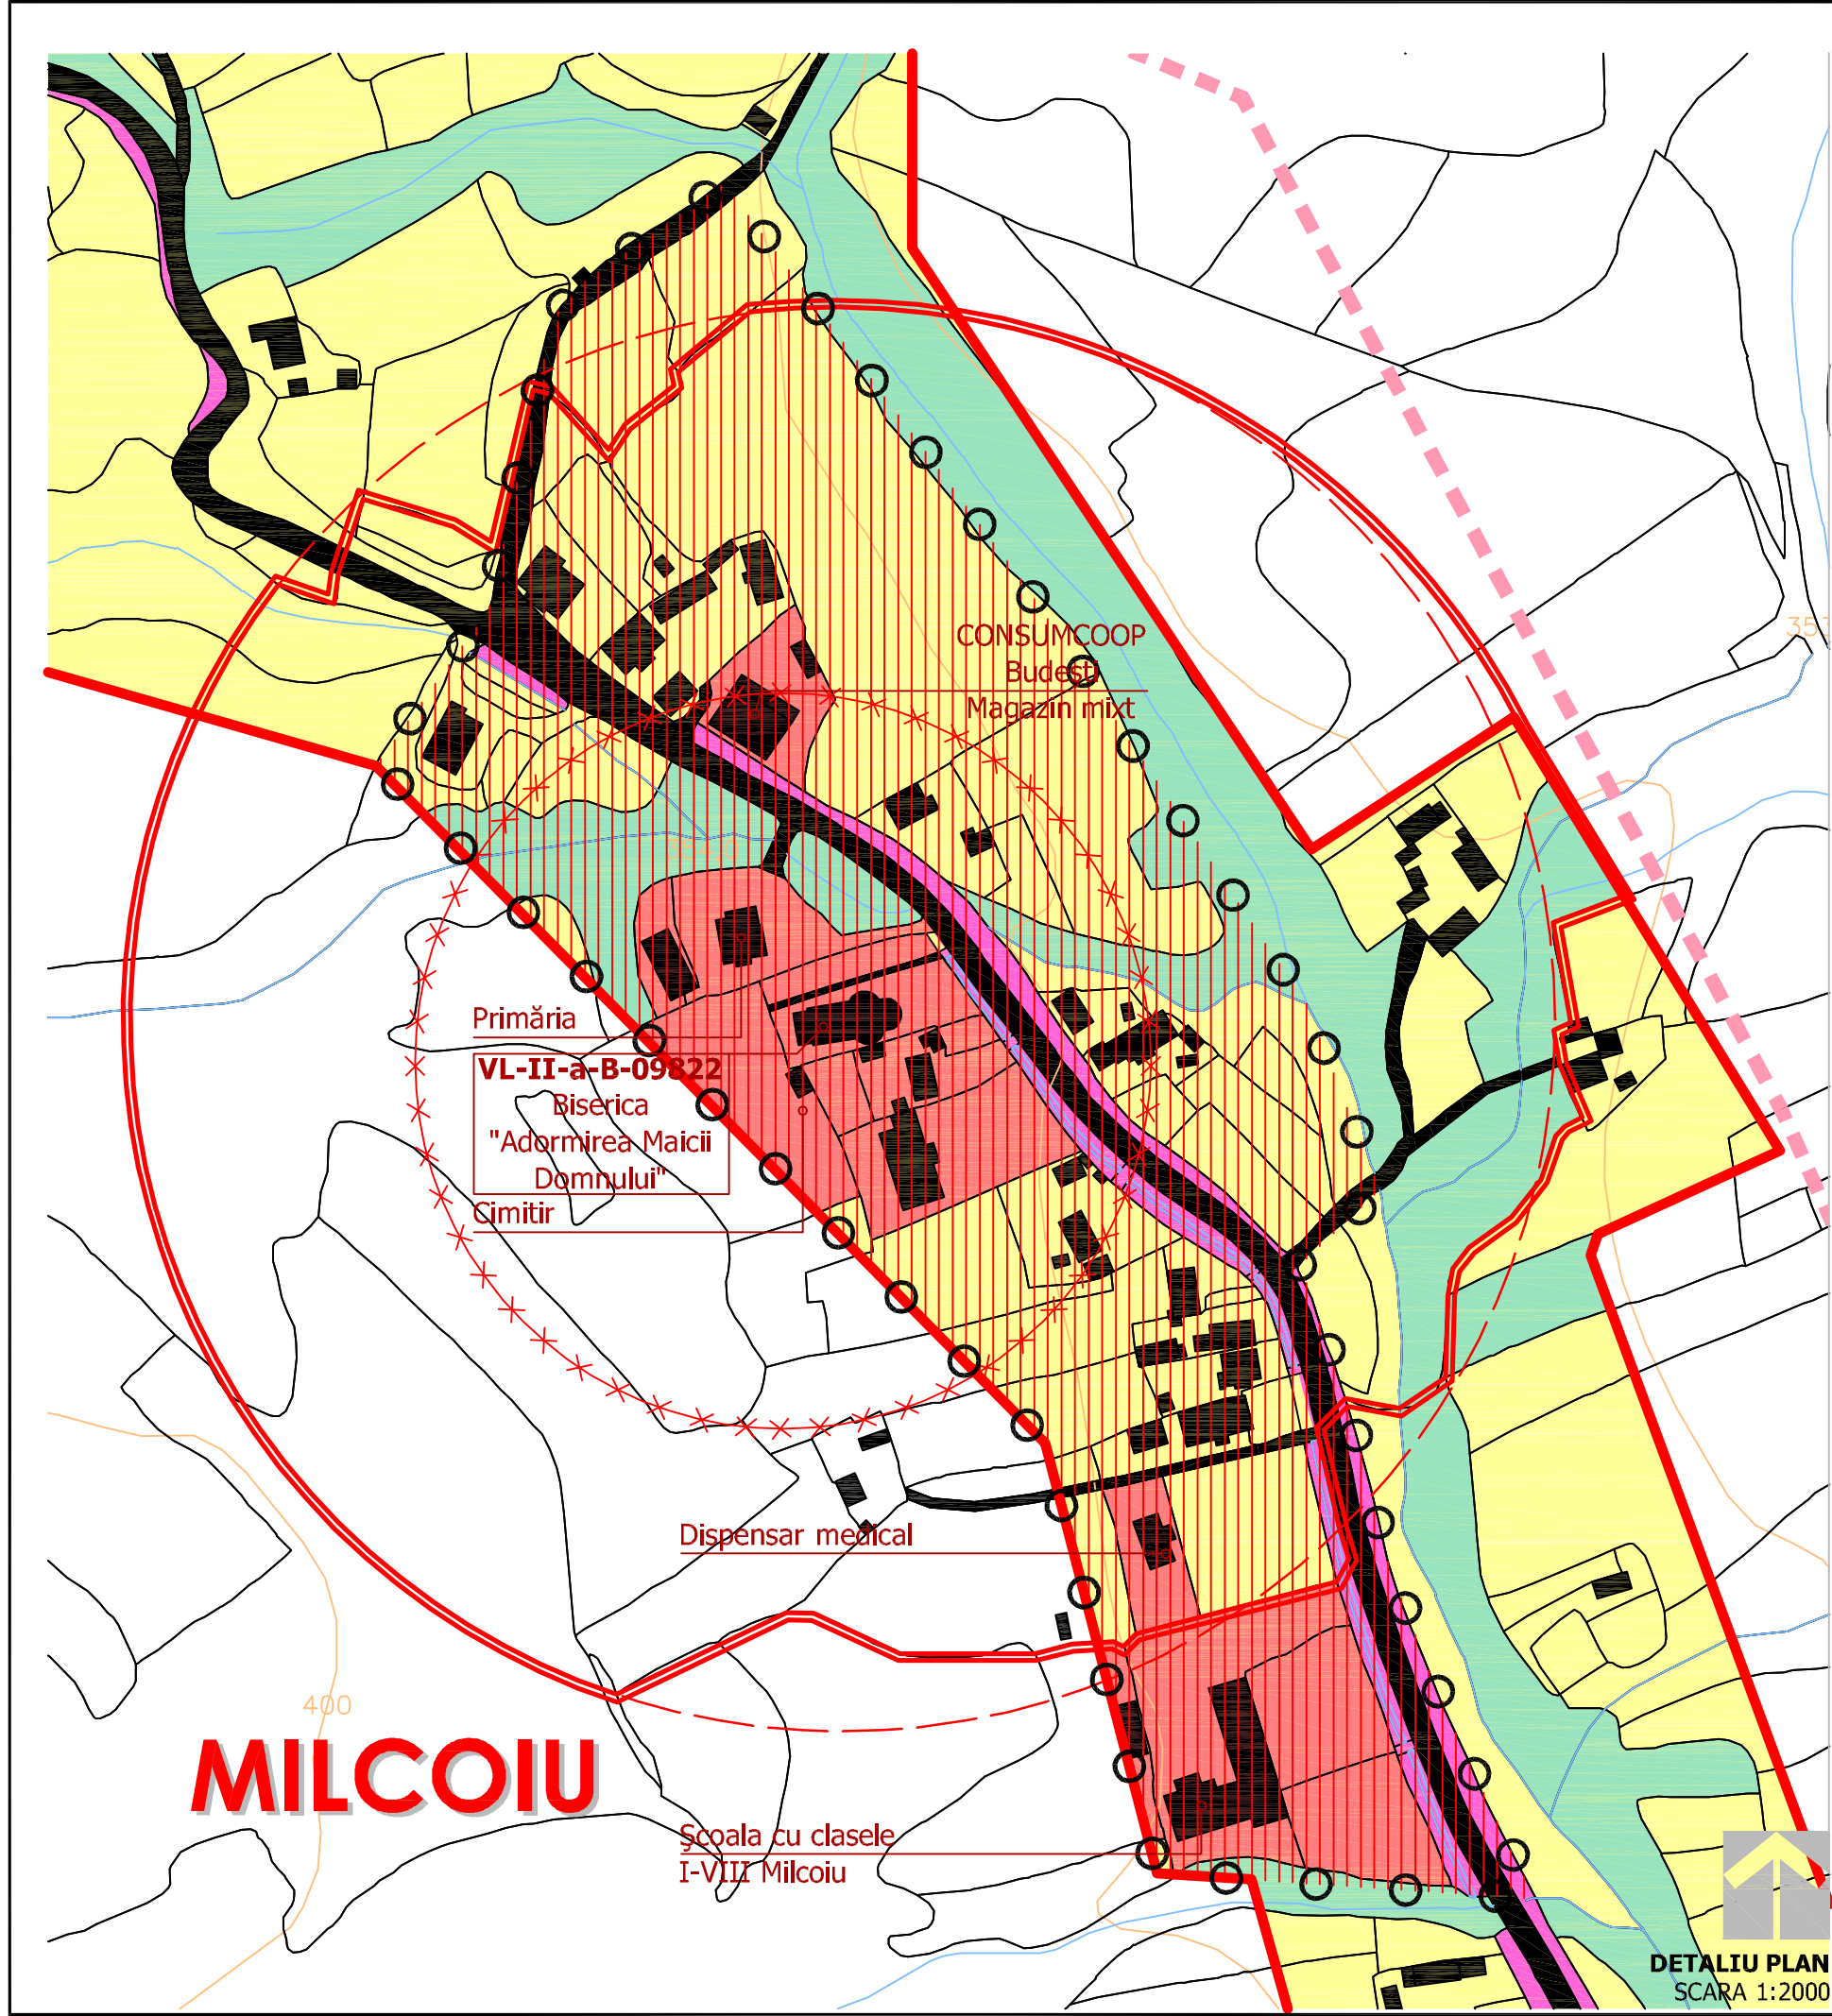 CONSUMCOOP
Budești
Magazin mixt
353
Primăria
VL-II-a-B-09822
Biserica
"Adormirea Maicii
Domnului"
Cimitir
Dispensar medical
400
MILCOIU
Școala cu clasele
I-VIII Milcoiu
DETALIU PLAN
SCARA 1:2000